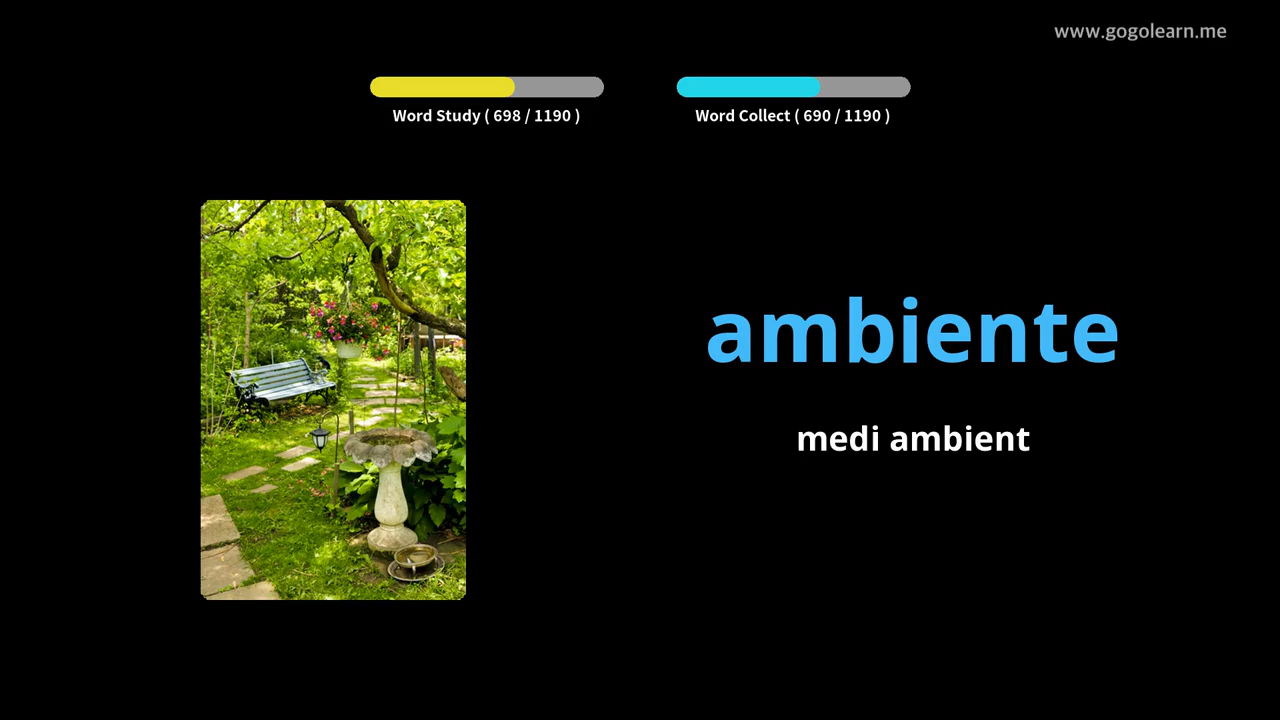 www.gogolearn.me
Word Study ( 698 / 1190 )
Word Collect ( 690 / 1190 )
ambiente
medi ambient